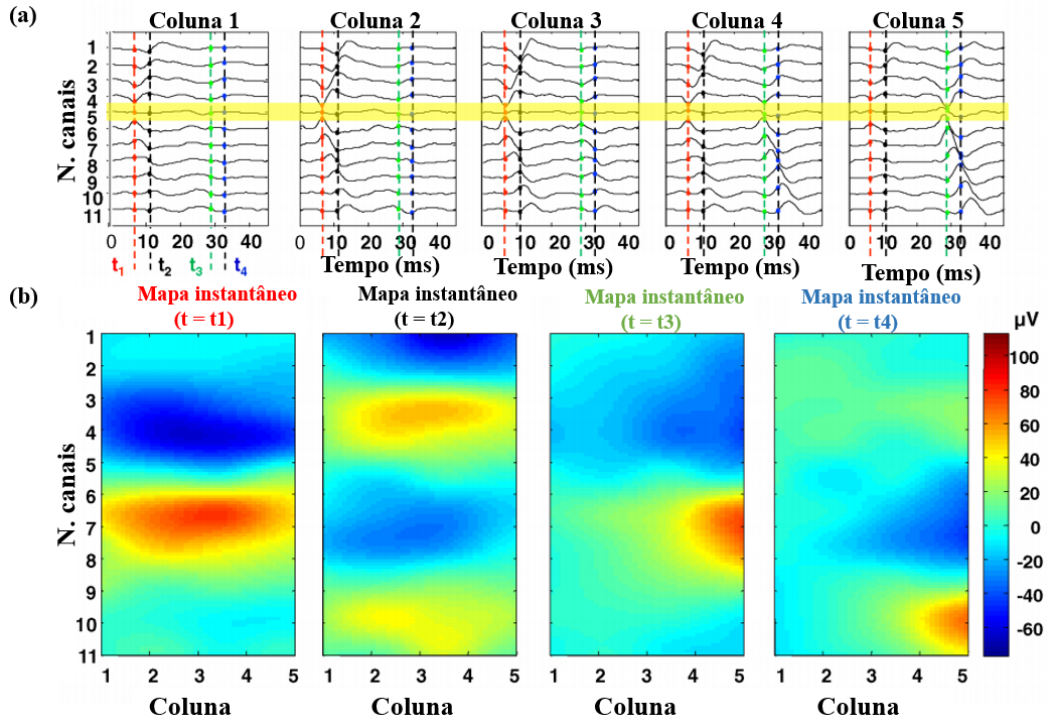 (a)
Coluna 1 Coluna 2 Coluna 3 Coluna 4 Coluna 5
N. canais
1
2
3
4
5
6
7
8
9
10
11
0 10 20 30 40 0 10 20 30 40 0 10 20 30 40 0 10 20 30 40 0 10 20 30 40
t1 t2 t3 t4
Tempo (ms) Tempo (ms) Tempo (ms) Tempo (ms)
(b)
Mapa instantâneo (t = t1)
Mapa instantâneo (t = t2)
Mapa instantâneo (t = t3)
Mapa instantâneo (t = t4)
N. canais
1
2
3
4
5
6
7
8
9
10
11
1 2 3 4 5 1 2 3 4 5 1 2 3 4 5 1 2 3 4 5
Coluna Coluna Coluna Coluna
µV
100
80
60
40
20
0
-20
-40
-60